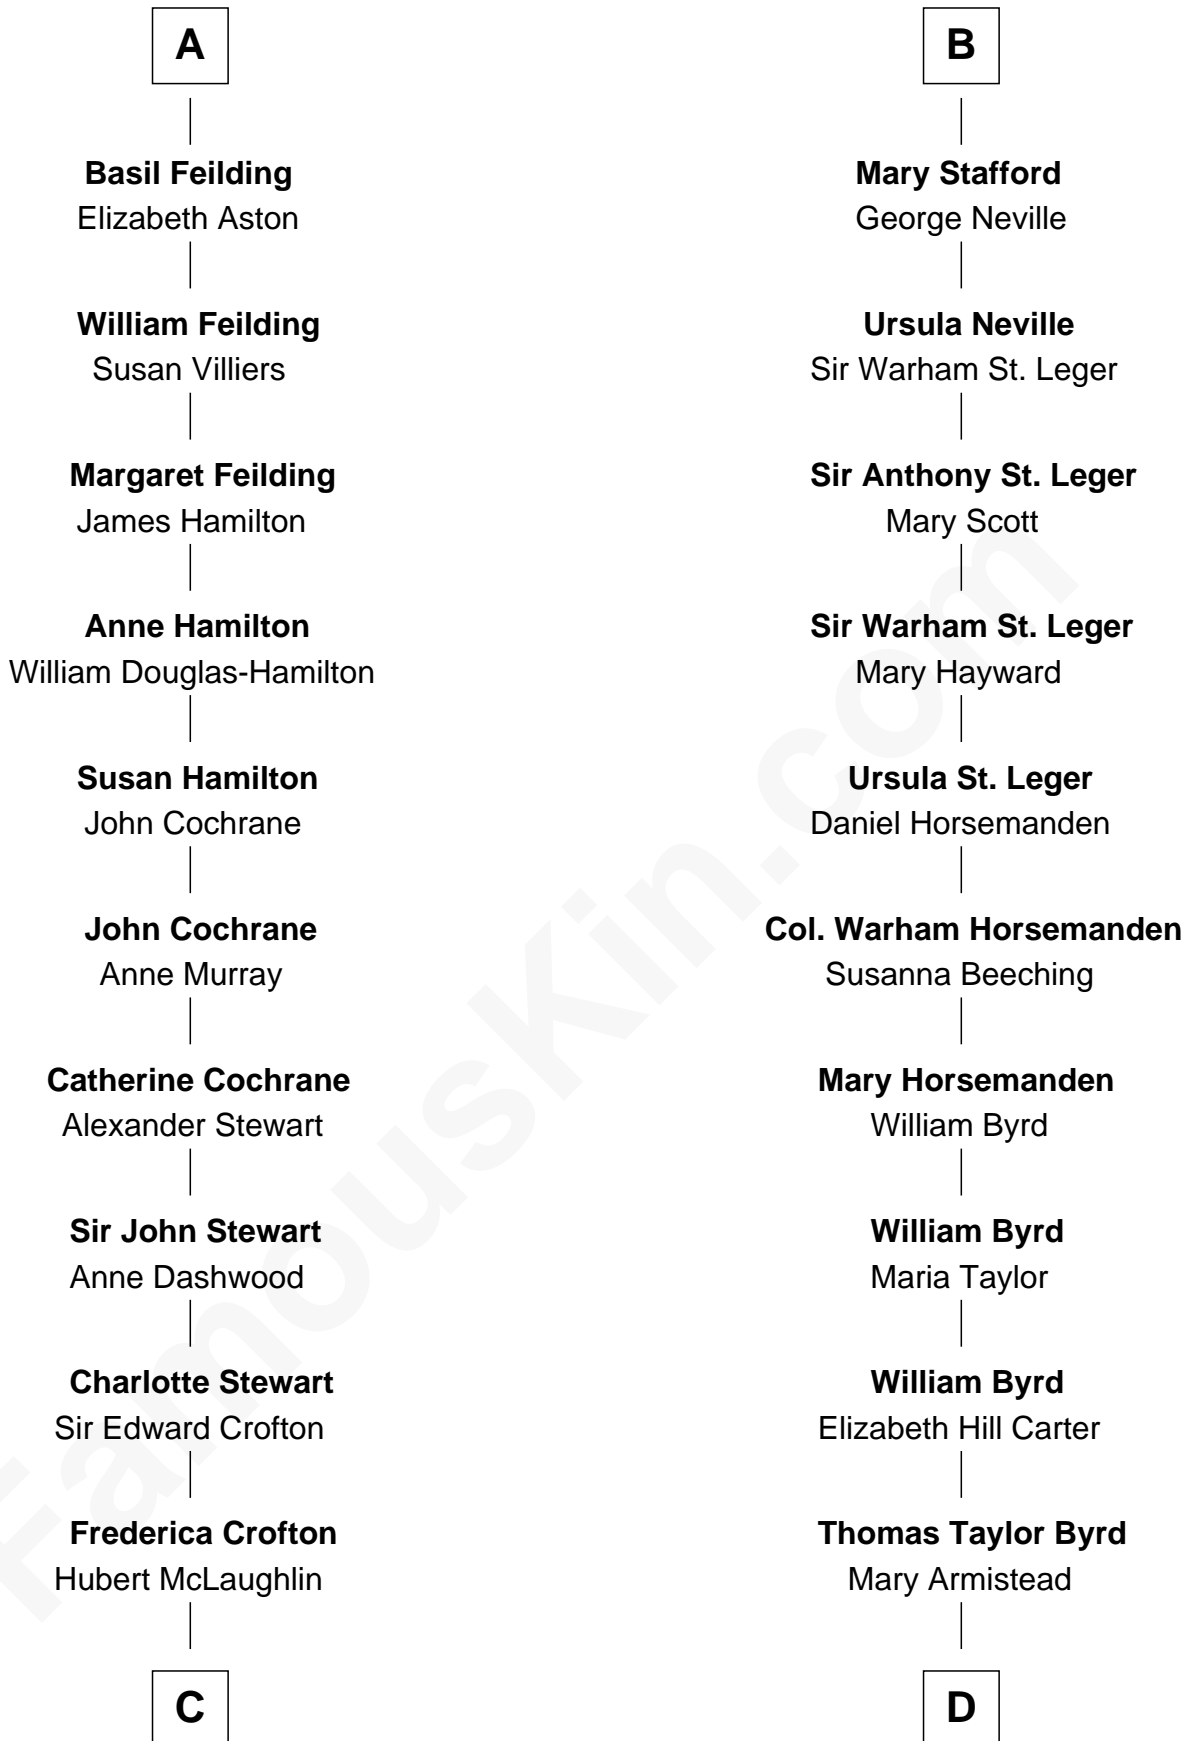 A
Basil Feilding
Elizabeth Aston
William Feilding
Susan Villiers
Margaret Feilding
James Hamilton
Anne Hamilton
William Douglas-Hamilton
Susan Hamilton
John Cochrane
John Cochrane
Anne Murray
Catherine Cochrane
Alexander Stewart
Sir John Stewart
Anne Dashwood
Charlotte Stewart
Sir Edward Crofton
Frederica Crofton
Hubert McLaughlin
C
B
Mary Stafford
George Neville
Ursula Neville
Sir Warham St. Leger
Sir Anthony St. Leger
Mary Scott
Sir Warham St. Leger
Mary Hayward
Ursula St. Leger
Daniel Horsemanden
Col. Warham Horsemanden
Susanna Beeching
Mary Horsemanden
William Byrd
William Byrd
Maria Taylor
William Byrd
Elizabeth Hill Carter
Thomas Taylor Byrd
Mary Armistead
D
FamousKin.com